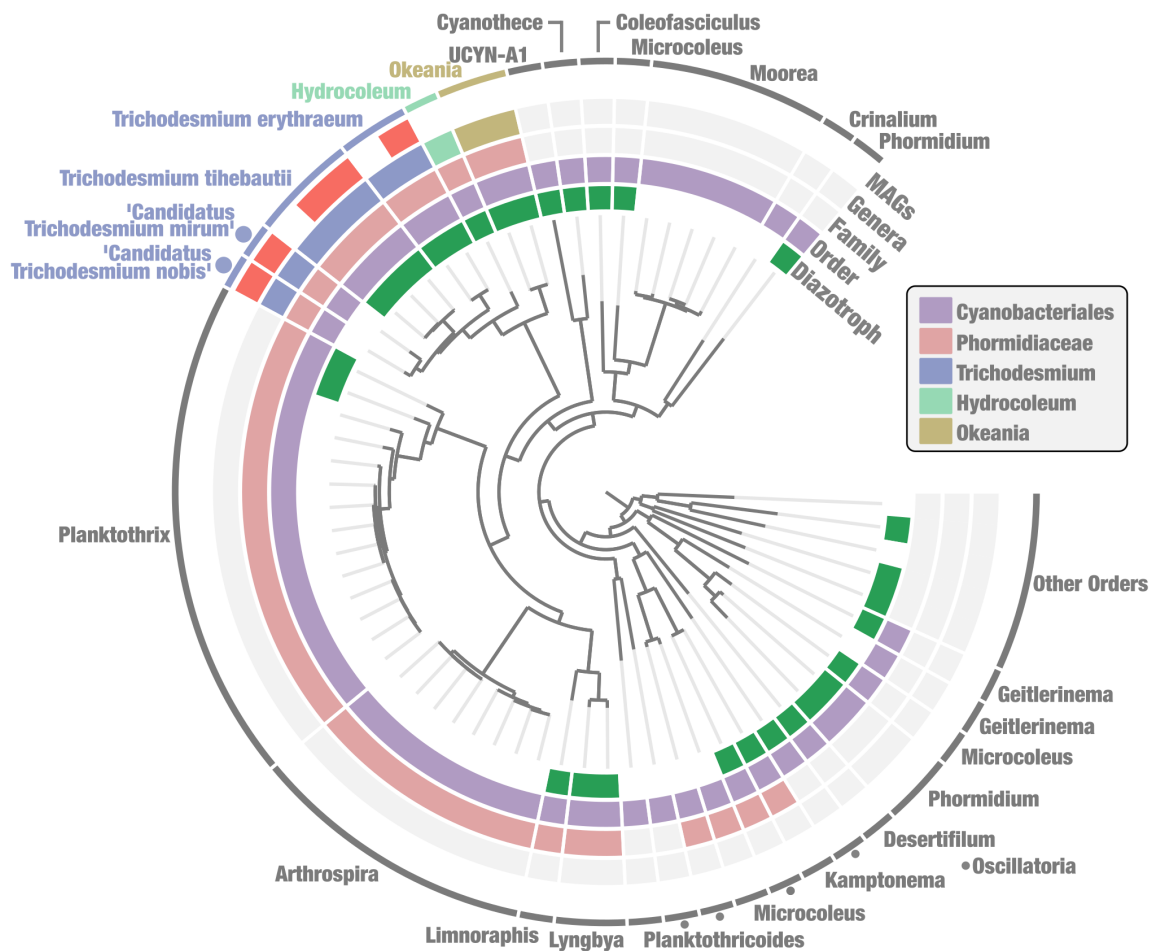 Cyanothece
Coleofasciculus
UCYN-A1
Microcoleus
Okeania
Moorea
Hydrocoleum
Trichodesmium erythraeum
Crinalium
Phormidium
Trichodesmium tihebautii
MAGs
Genera
Family
Order
Diazotroph
'Candidatus
Trichodesmium mirum'
'Candidatus
Trichodesmium nobis'
Cyanobacteriales
Phormidiaceae
Trichodesmium
Hydrocoleum
Okeania
Planktothrix
Other Orders
Geitlerinema
Geitlerinema
Microcoleus
Phormidium
Desertifilum
Oscillatoria
Kamptonema
Arthrospira
Microcoleus
Limnoraphis
Lyngbya
Planktothricoides